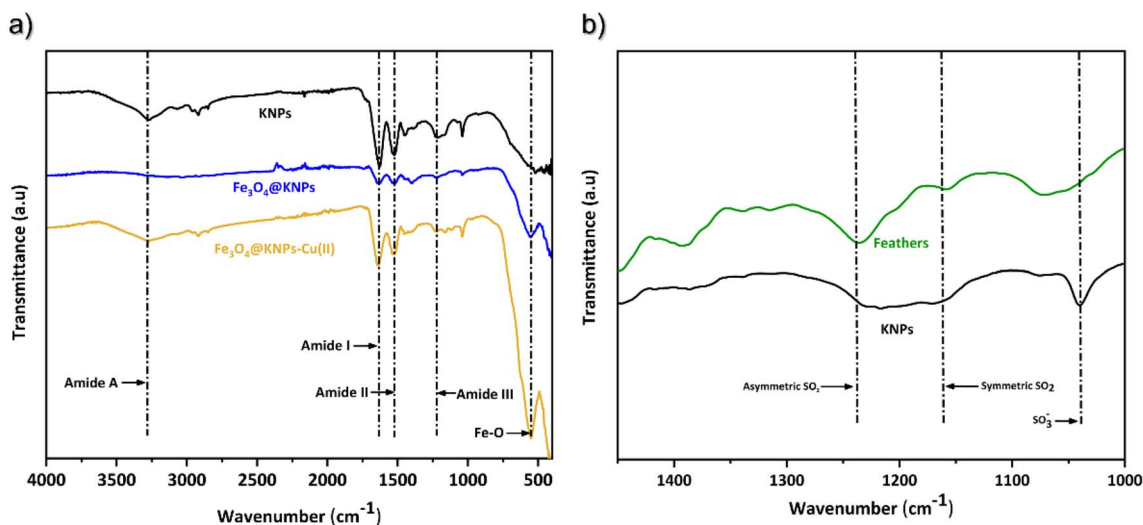 a)
KNPs
Fe₃O₄@KNPs
Fe₃O₄@KNPs-Cu(II)
Amide I
Amide A
Amide II
Amide III
Fe-O
Transmittance (a.u)
4000 3500 3000 2500 2000 1500 1000 500
Wavenumber (cm⁻¹)
b)
Feathers
KNPs
Asymmetric SO₂
Symmetric SO₂
SO₃⁻
Transmittance (a.u)
1400 1300 1200 1100 1000
Wavenumber (cm⁻¹)